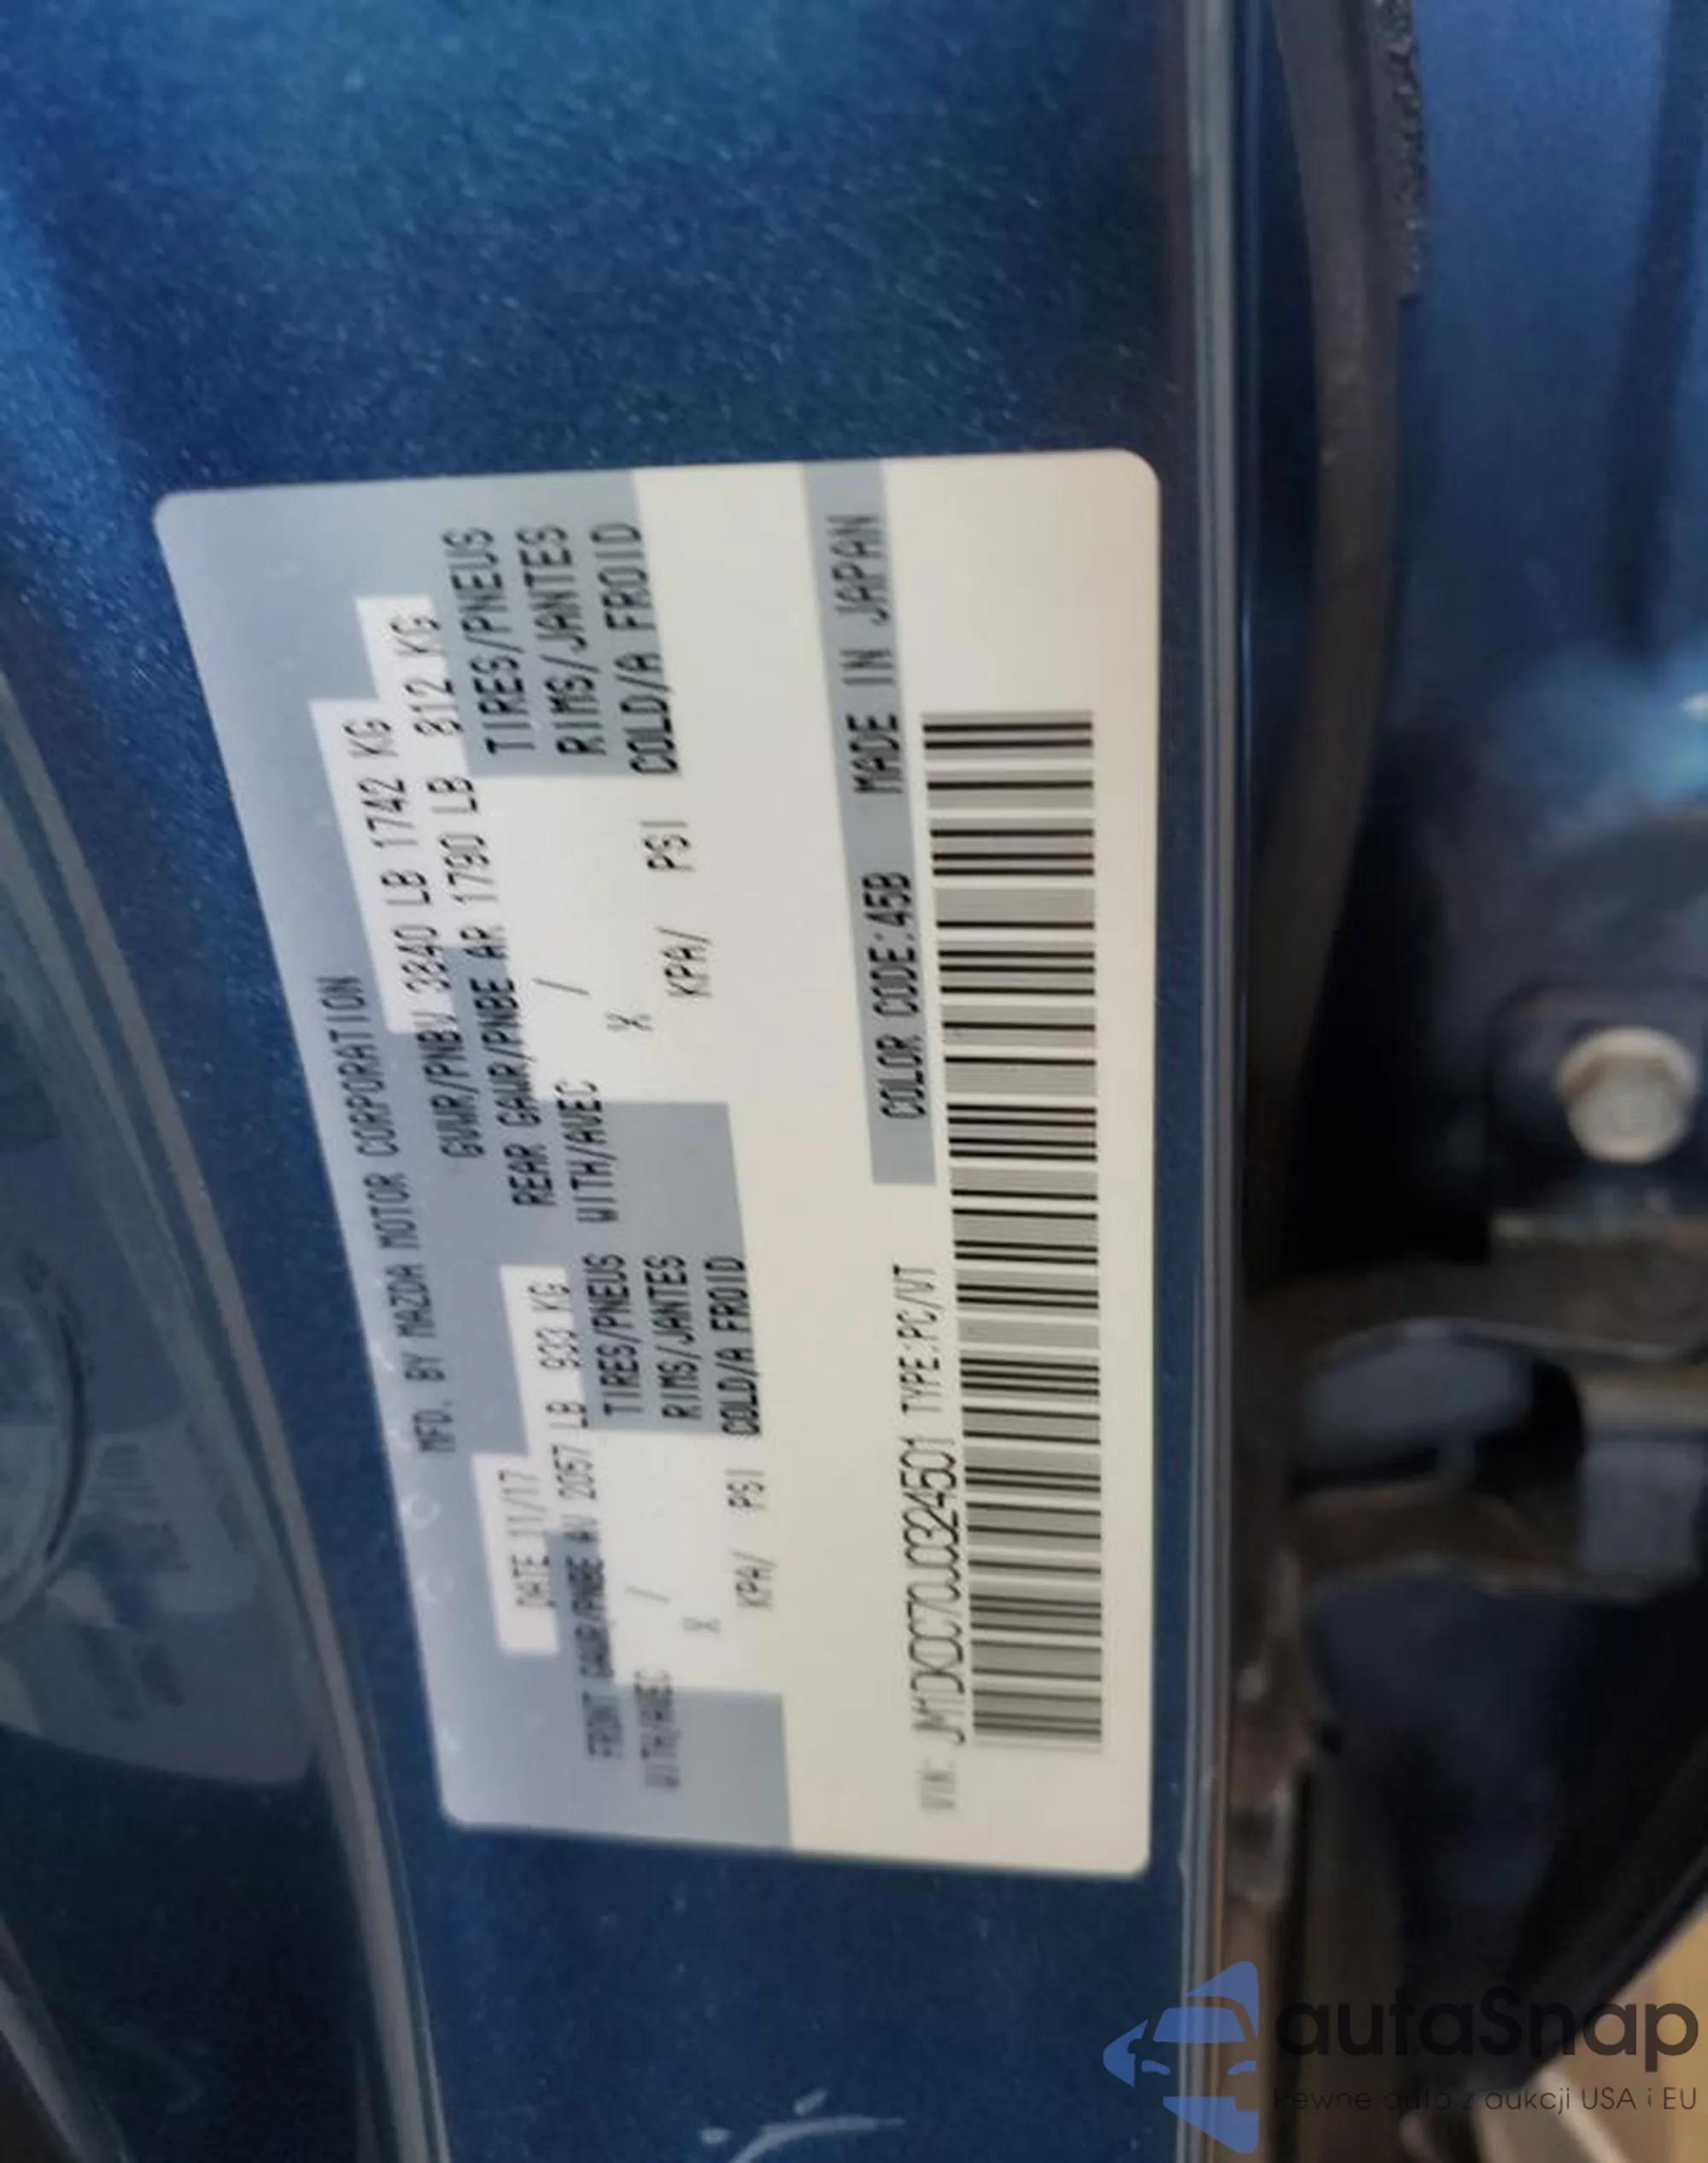 MFD. BY MAZDA MOTOR CORPORATION
DATE 11/17 GVWR/PNBV 3840 LB 1742 KG
FRONT GAWR/PNBE AV 2057 LB 933 KG REAR GAWR/PNBE AR 1790 LB 812 KG
WITH/AVEC / TIRES/PNEUS WITH/AVEC / TIRES/PNEUS
X RIMS/JANTES X RIMS/JANTES
KPA/ PSI COLD/A FROID KPA/ PSI COLD/A FROID
COLOR CODE:45B MADE IN JAPAN
VIN: JM1DKDC70J0324501 TYPE:PC/VT
autaSnap
Pewne auta z aukcji USA i EU